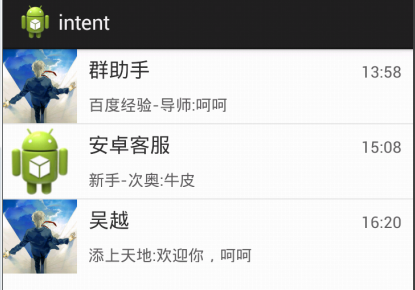 intent
群助手 13:58
百度经验-导师:呵呵
安卓客服 15:08
新手-次奥:牛皮
吴越 16:20
添上天地:欢迎你，呵呵